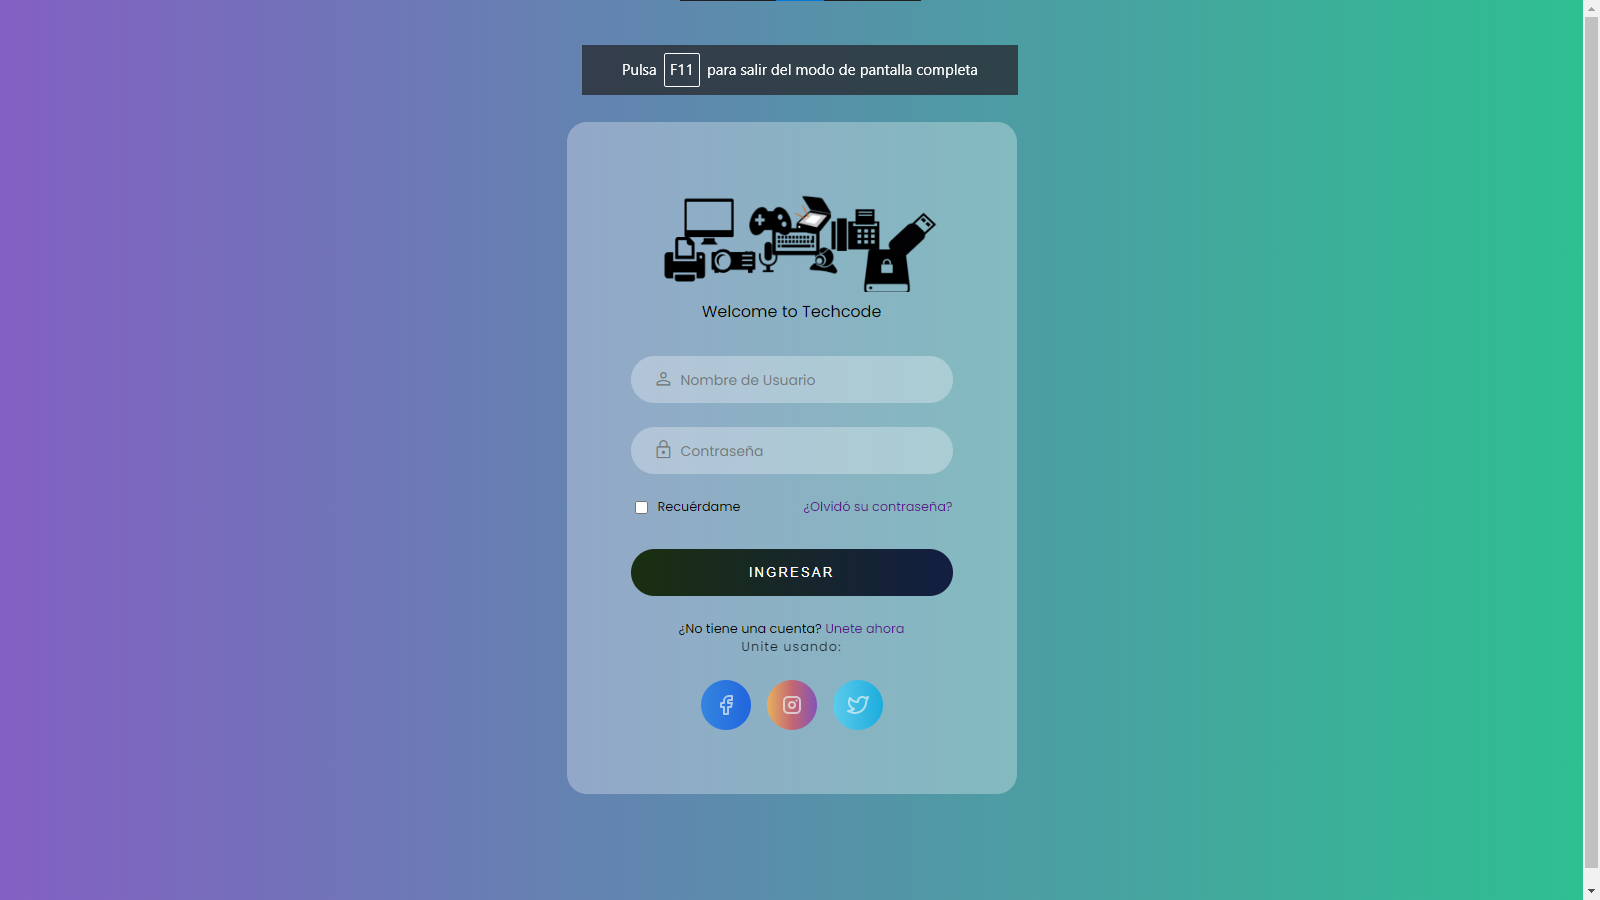 Pulsa F11 para salir del modo de pantalla completa
Welcome to Techcode
Nombre de Usuario
Contraseña
Recuérdame ¿Olvidó su contraseña?
INGRESAR
¿No tiene una cuenta? Unete ahora
Unite usando: